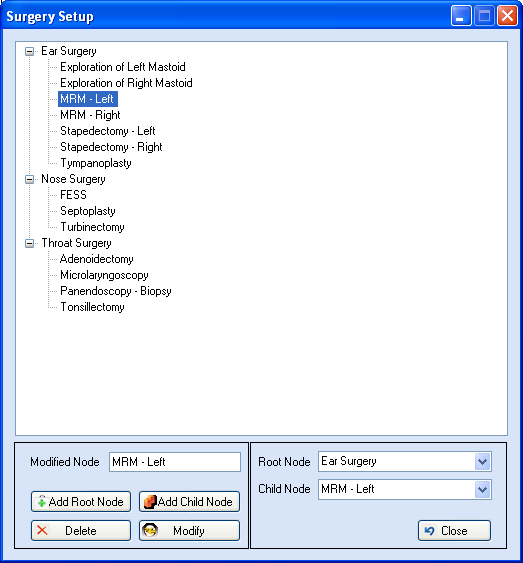 Surgery Setup
Ear Surgery
Exploration of Left Mastoid
Exploration of Right Mastoid
MRM - Left
MRM - Right
Stapedectomy - Left
Stapedectomy - Right
Tympanoplasty
Nose Surgery
FESS
Septoplasty
Turbinectomy
Throat Surgery
Adenoidectomy
Microlaryngoscopy
Panendoscopy - Biopsy
Tonsillectomy
Modified Node MRM - Left
Add Root Node Add Child Node
Delete Modify
Root Node Ear Surgery
Child Node MRM - Left
Close